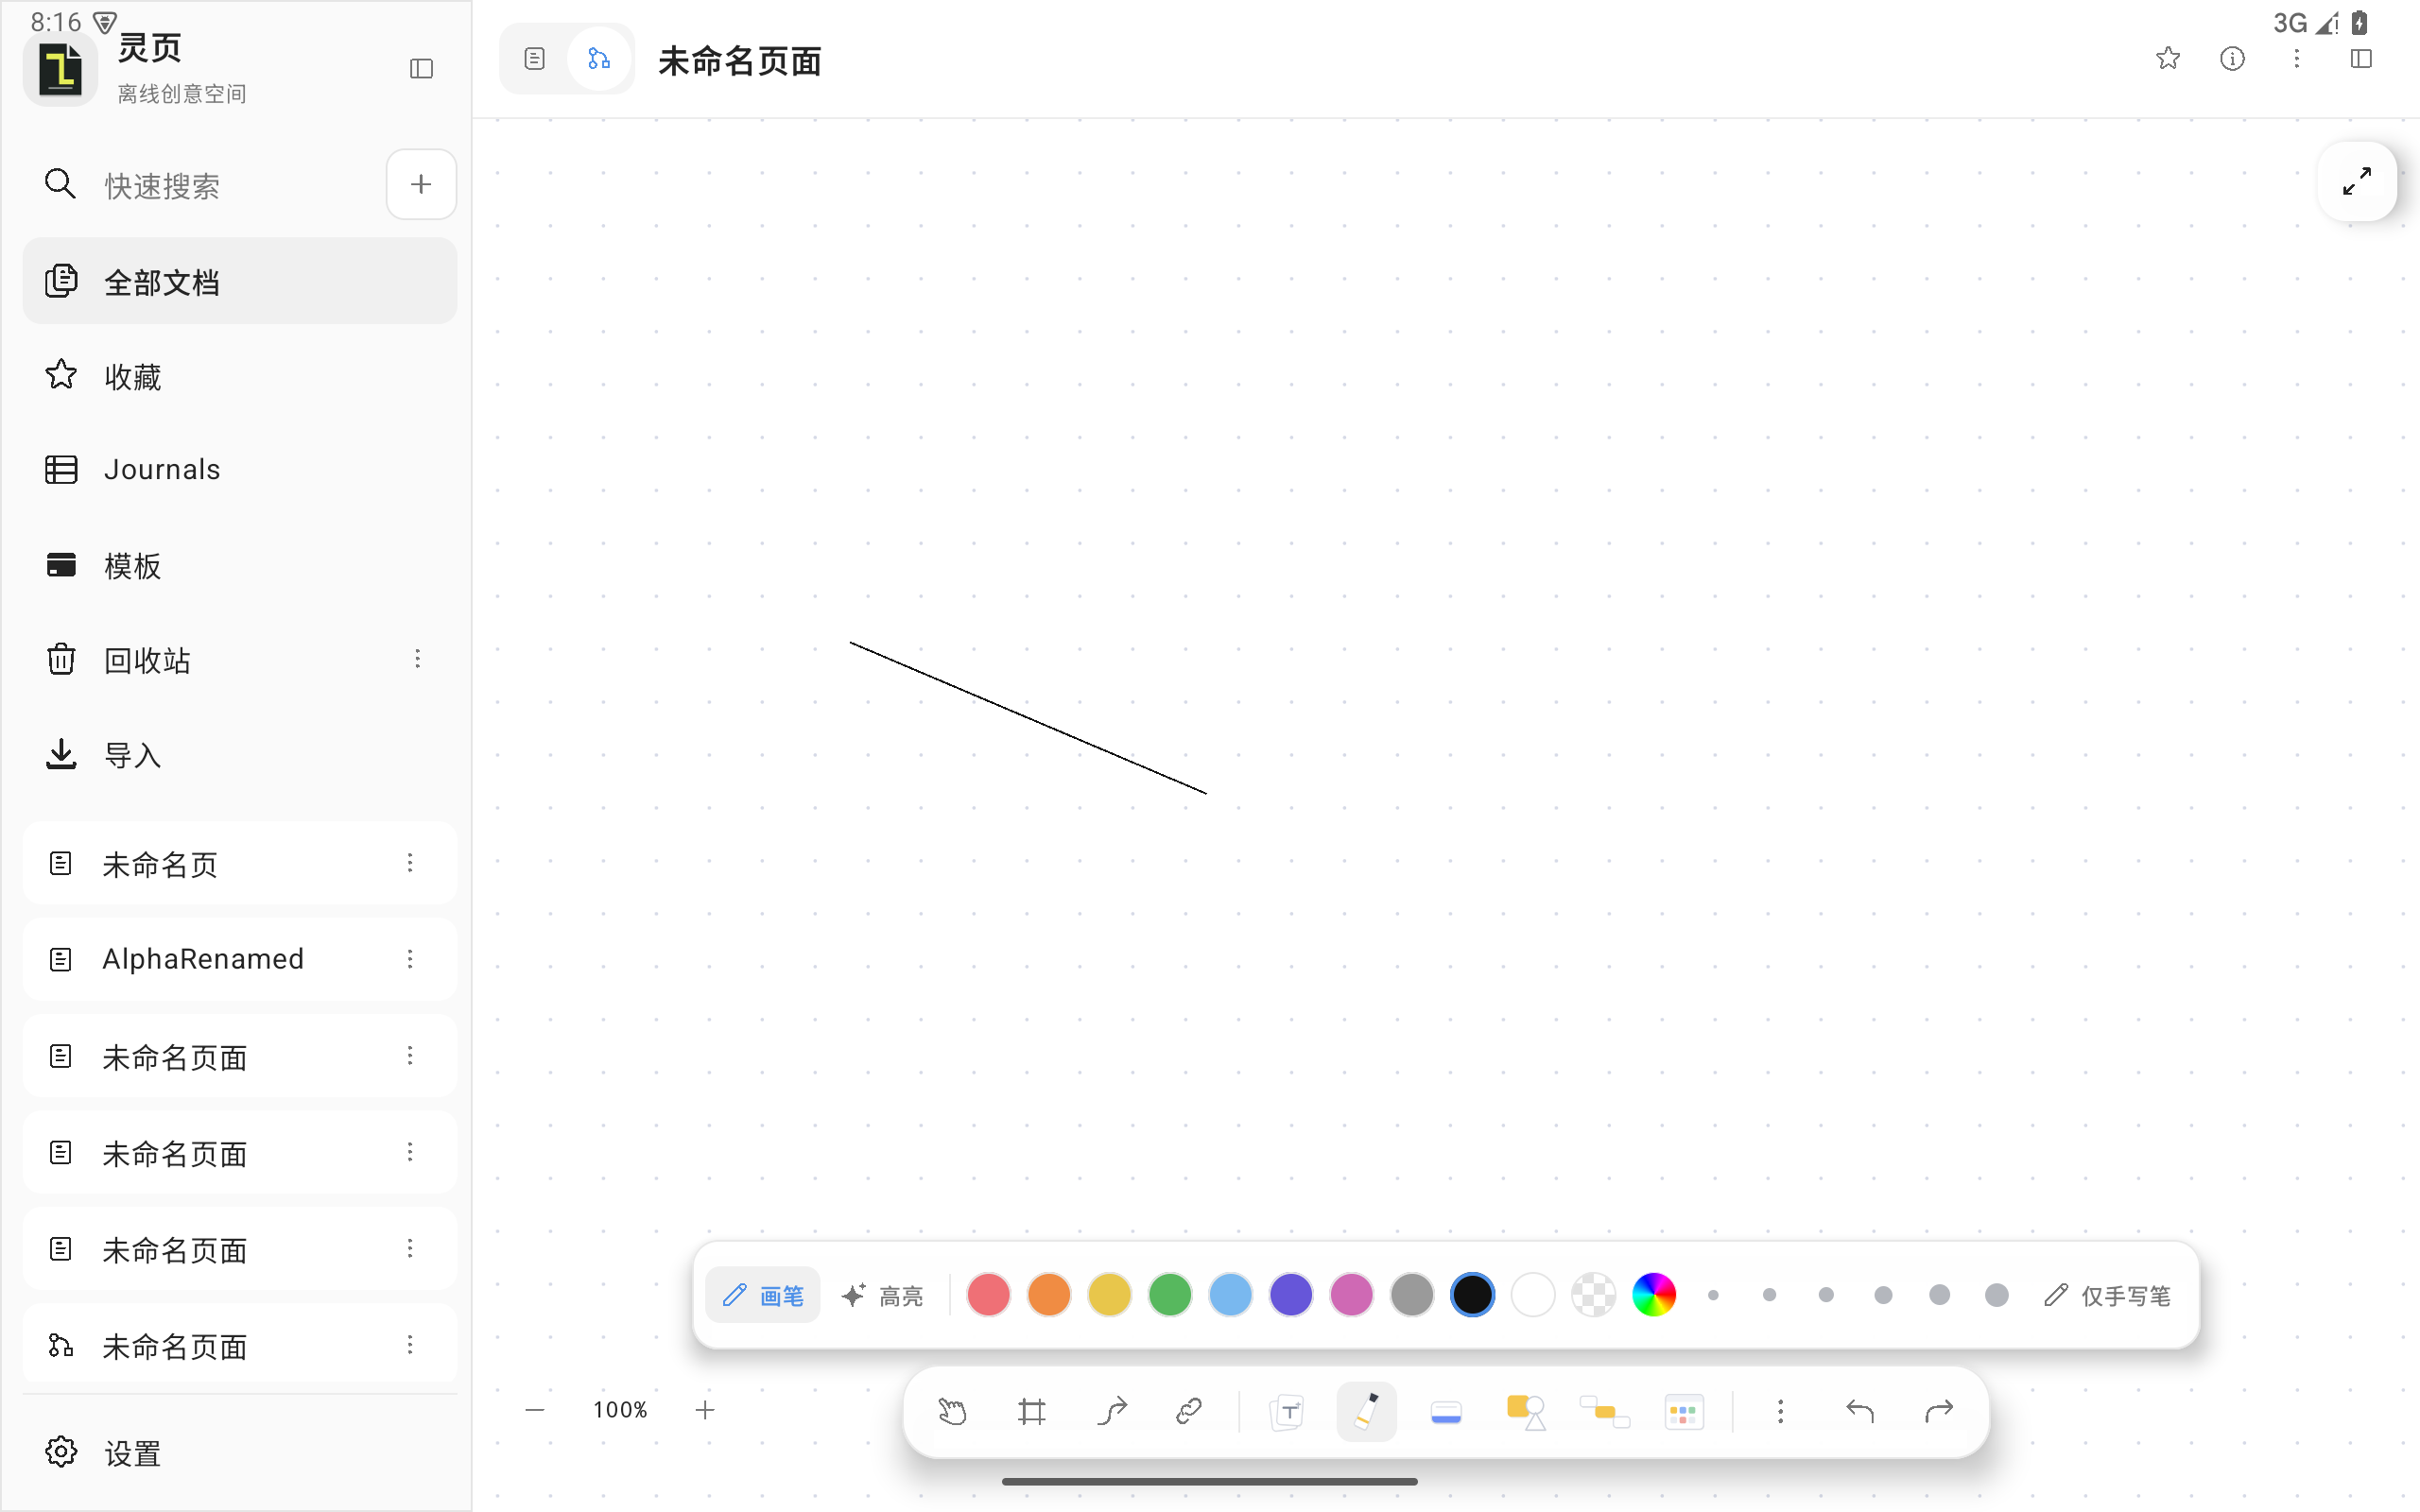 8:16
灵页
离线创意空间
快速搜索
全部文档
收藏
Journals
模板
回收站
导入
未命名页
AlphaRenamed
未命名页面
未命名页面
未命名页面
未命名页面
设置
未命名页面
3G
画笔
高亮
仅手写笔
100%
T